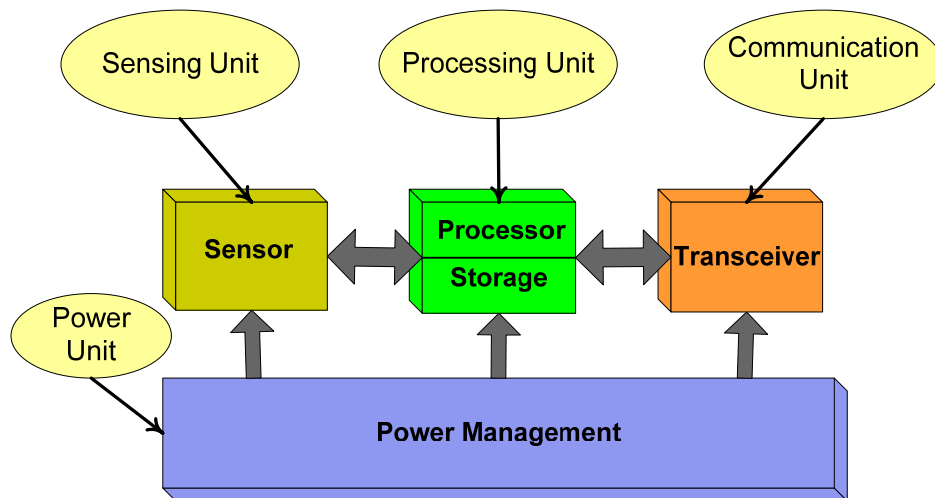 Sensing Unit
Processing Unit
Communication
Unit
Sensor
Processor
Storage
Transceiver
Power
Unit
Power Management